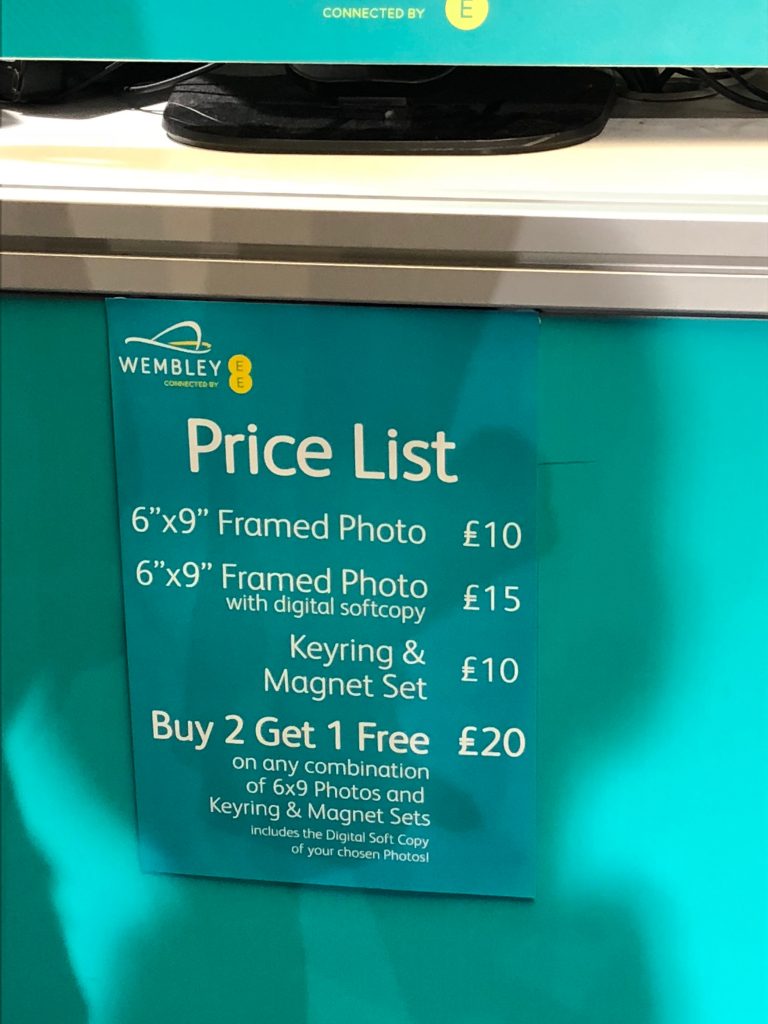 CONNECTED BY E
WEMBLEY
CONNECTED BY
E
E
Price List
6”x9” Framed Photo £10
6”x9” Framed Photo £15
with digital softcopy
Keyring &
Magnet Set £10
Buy 2 Get 1 Free £20
on any combination
of 6x9 Photos and
Keyring & Magnet Sets
includes the Digital Soft Copy
of your chosen Photos!